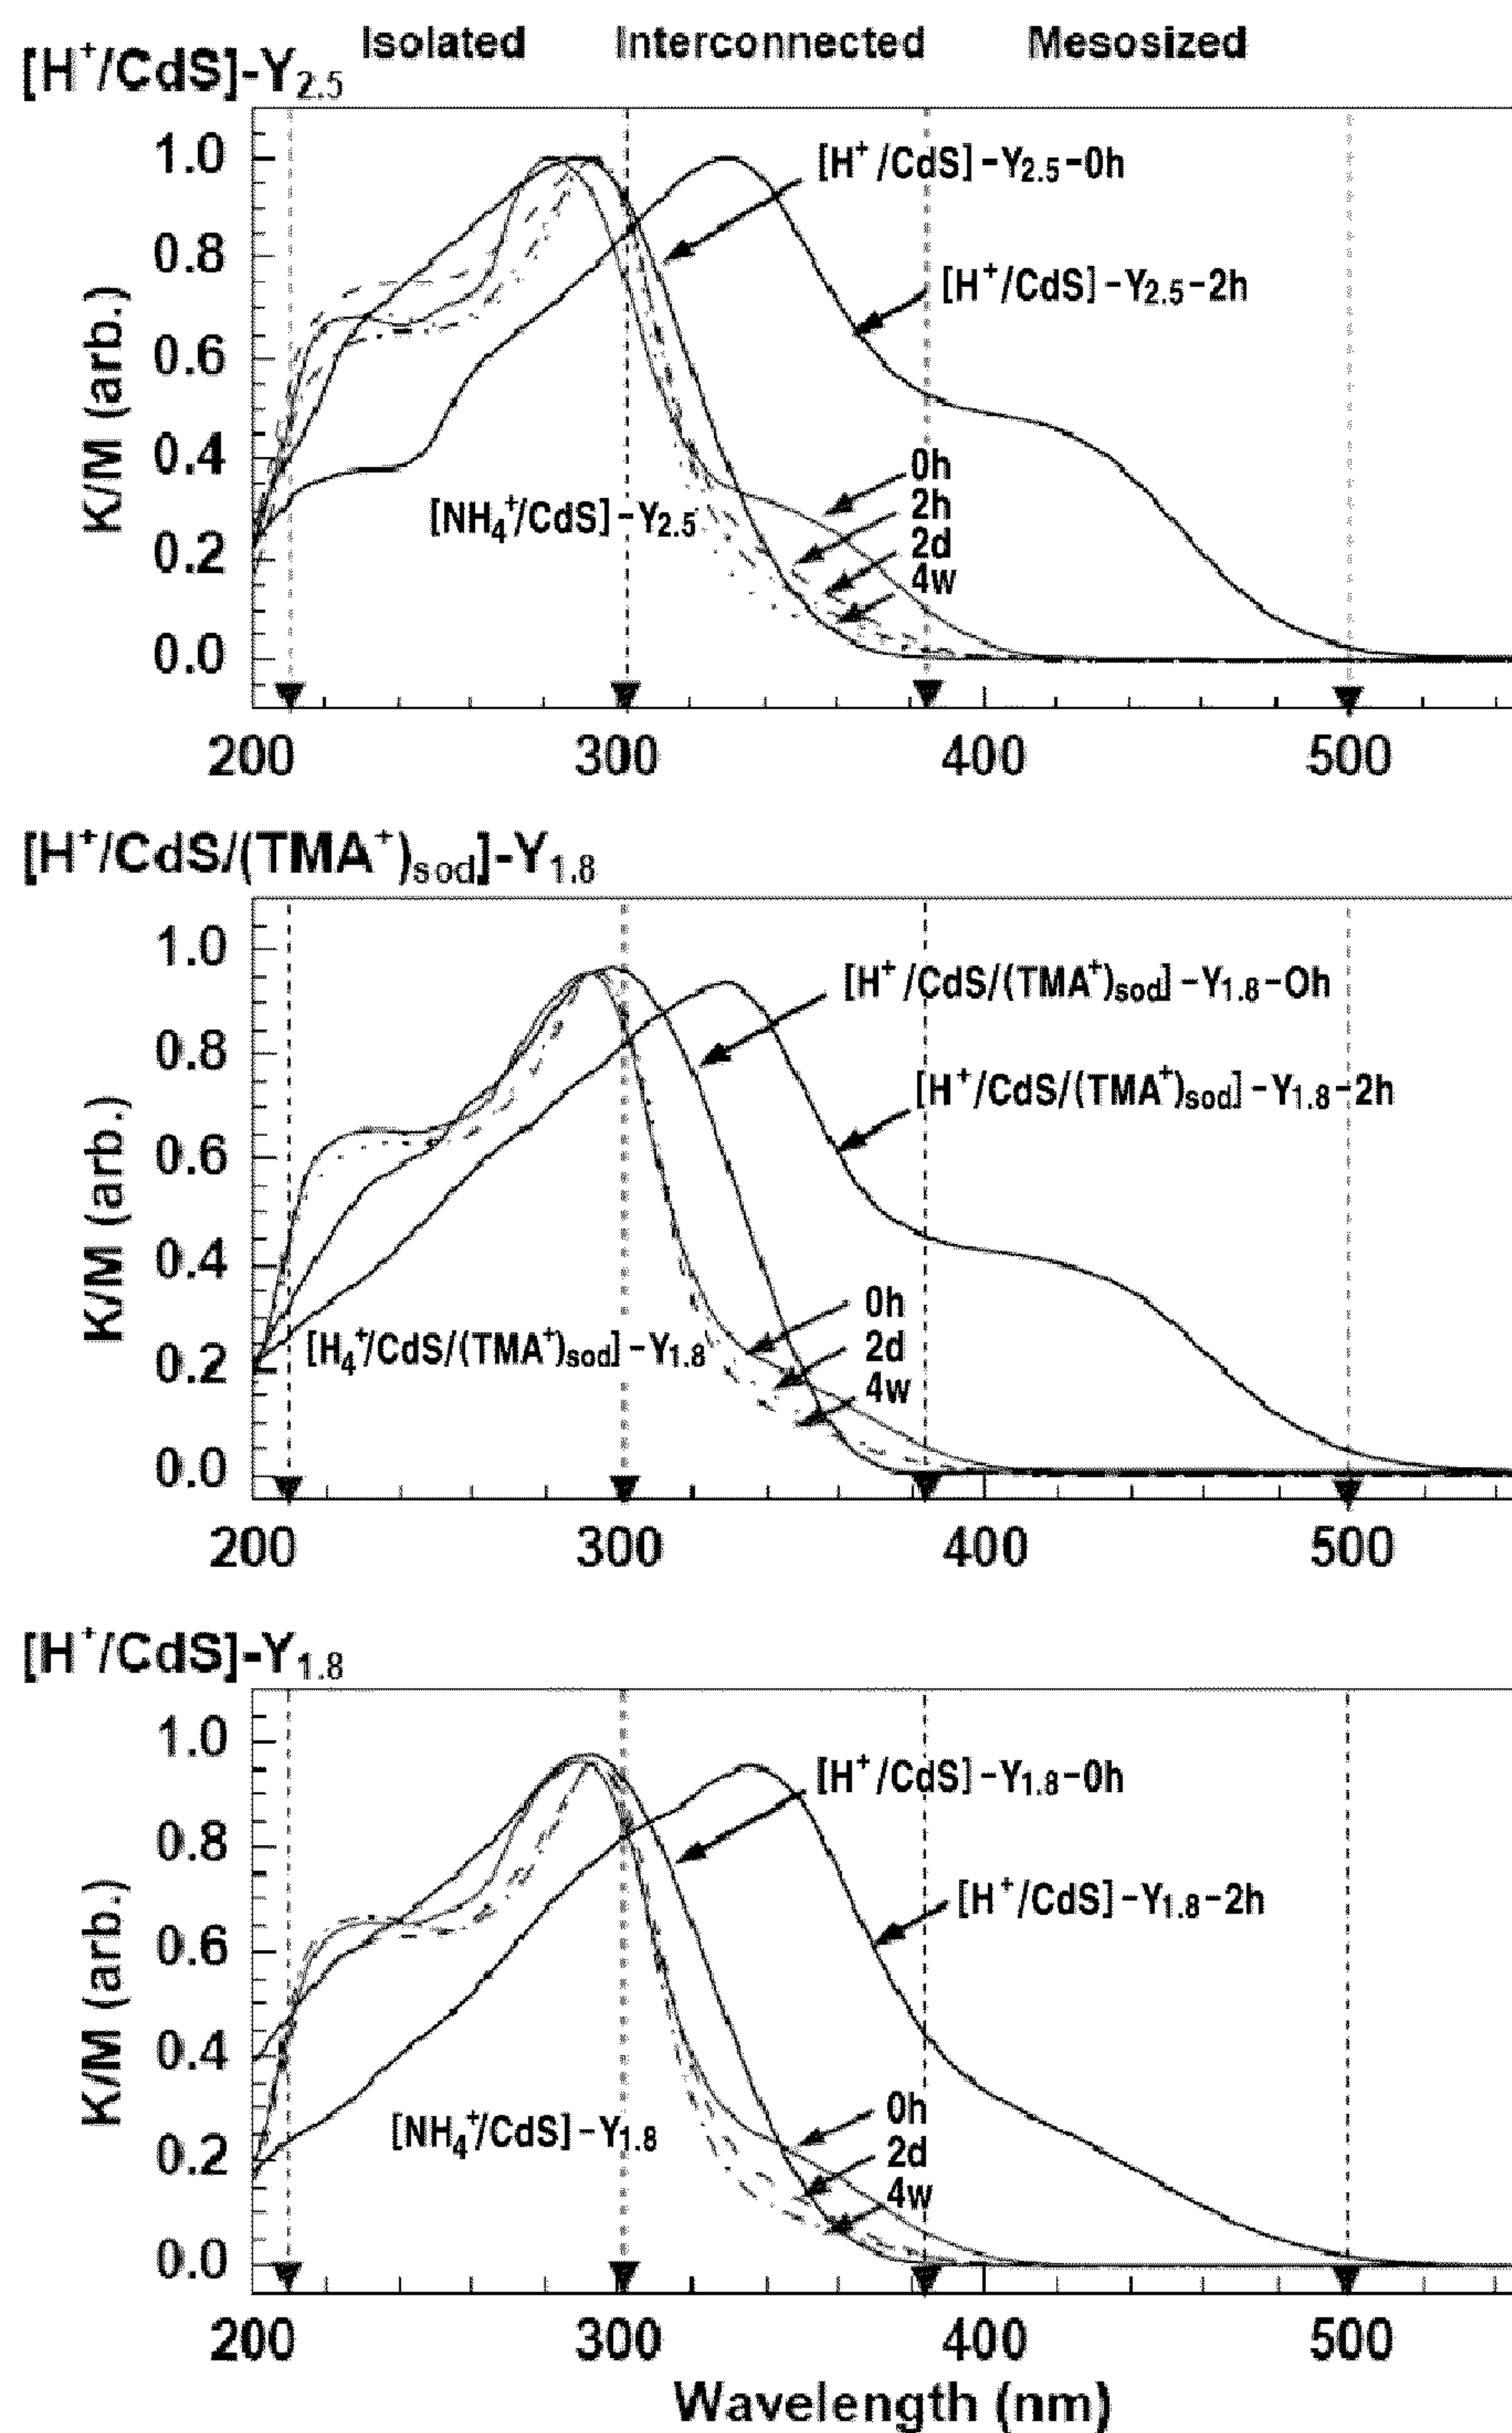 Isolated Interconnected Mesosized
[H⁺/CdS]-Y₂.₅
[H⁺/CdS]-Y₂.₅-0h
[H⁺/CdS]-Y₂.₅-2h
K/M (arb.)
1.0
0.8
0.6
0.4
0.2
0.0
0h
2h
2d
4w
[NH₄⁺/CdS]-Y₂.₅
200 300 400 500
[H⁺/CdS/(TMA⁺)sod]-Y₁.₈
[H⁺/CdS/(TMA⁺)sod]-Y₁.₈-0h
[H⁺/CdS/(TMA⁺)sod]-Y₁.₈-2h
K/M (arb.)
1.0
0.8
0.6
0.4
0.2
0.0
0h
2d
4w
[H₄⁺/CdS/(TMA⁺)sod]-Y₁.₈
200 300 400 500
[H⁺/CdS]-Y₁.₈
[H⁺/CdS]-Y₁.₈-0h
[H⁺/CdS]-Y₁.₈-2h
K/M (arb.)
1.0
0.8
0.6
0.4
0.2
0.0
0h
2d
4w
[NH₄⁺/CdS]-Y₁.₈
200 300 400 500
Wavelength (nm)